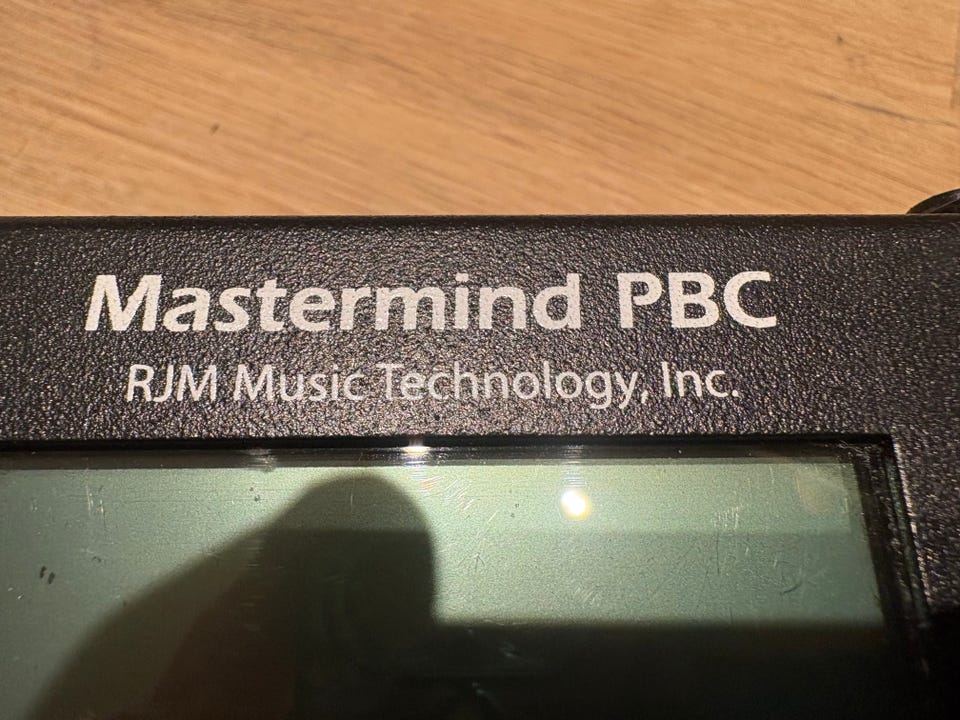 Mastermind PBC
RJM Music Technology, Inc.